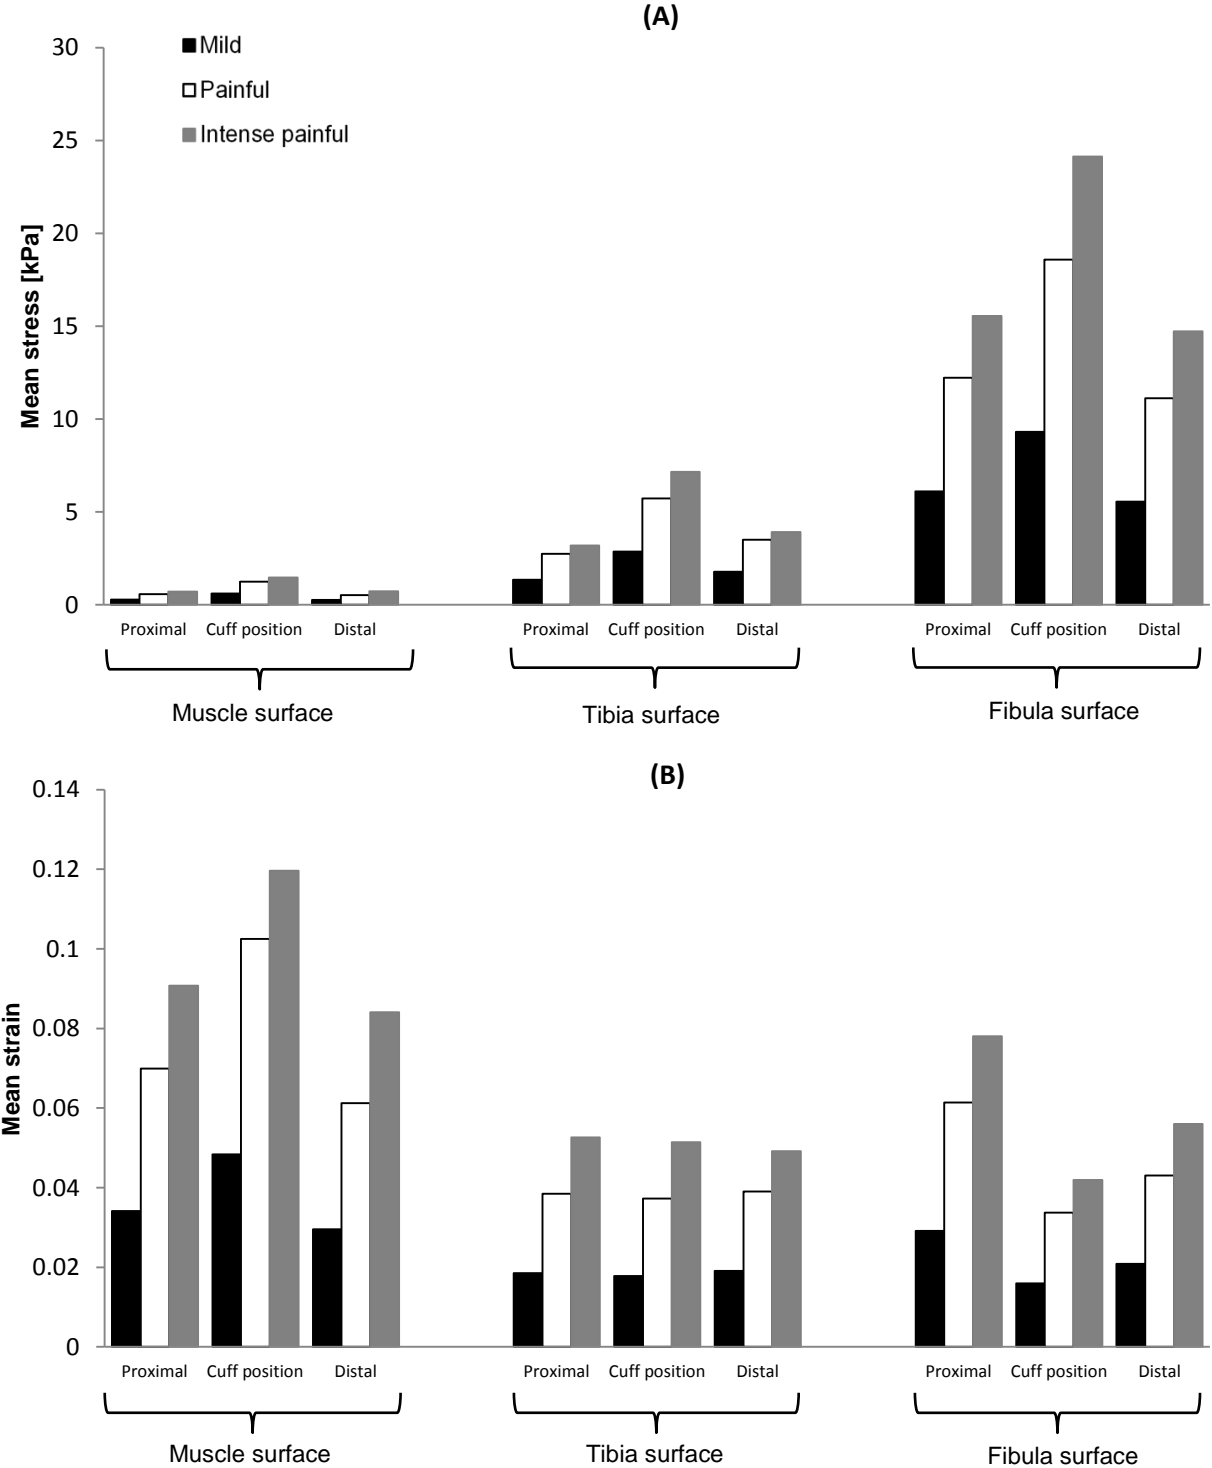 (A)
Mild
Painful
Intense painful
30
25
20
15
10
5
0
Mean stress [kPa]
Proximal Cuff position Distal Proximal Cuff position Distal Proximal Cuff position Distal
Muscle surface Tibia surface Fibula surface
(B)
0.14
0.12
0.1
0.08
0.06
0.04
0.02
0
Mean strain
Proximal Cuff position Distal Proximal Cuff position Distal Proximal Cuff position Distal
Muscle surface Tibia surface Fibula surface